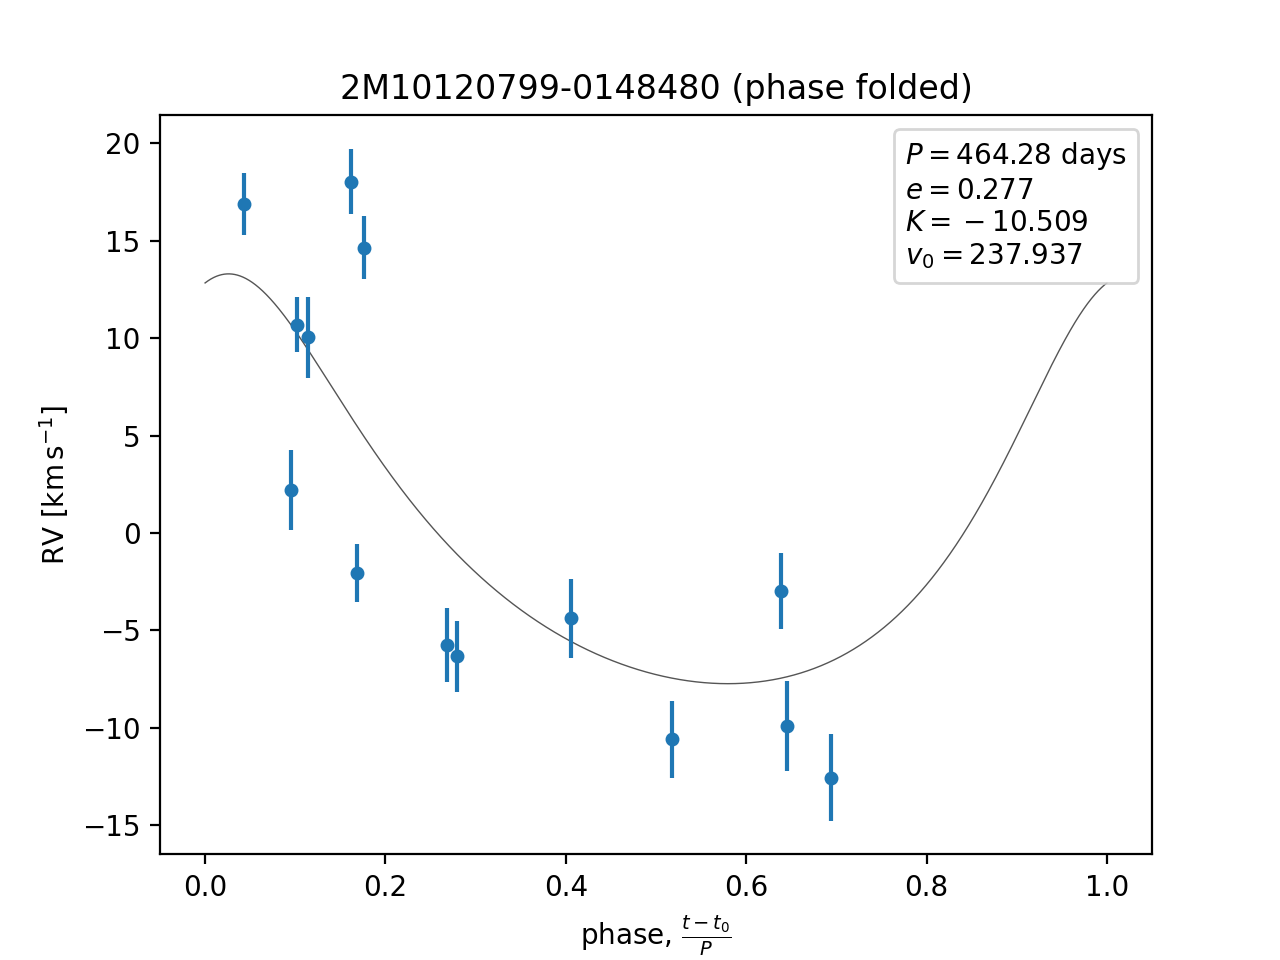 2M10120799-0148480 (phase folded)
P = 464.28 days
e = 0.277
K = −10.509
v₀ = 237.937
20
15
10
5
0
−5
−10
−15
RV [km s⁻¹]
0.0 0.2 0.4 0.6 0.8 1.0
phase, (t − t₀)/P